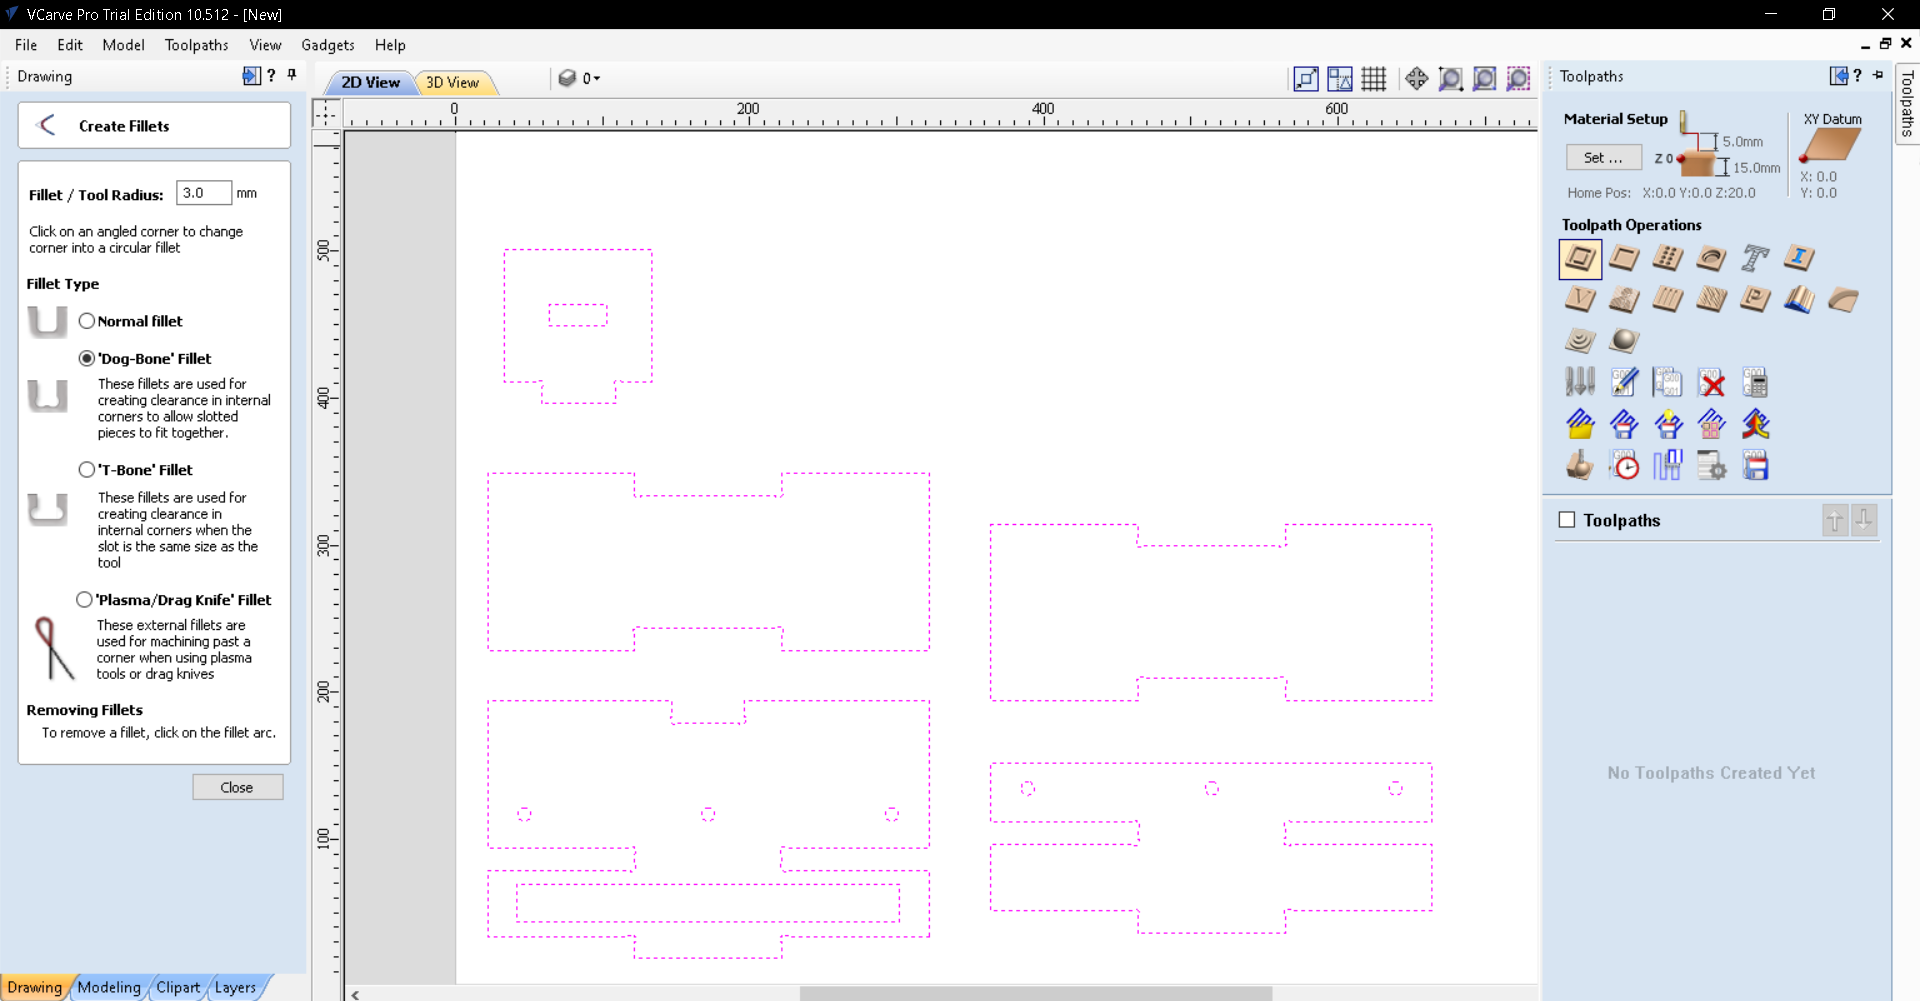 VCarve Pro Trial Edition 10.512 - [New]
File Edit Model Toolpaths View Gadgets Help
Drawing
Create Fillets
Fillet / Tool Radius: 3.0 mm
Click on an angled corner to change
corner into a circular fillet
Fillet Type
Normal fillet
'Dog-Bone' Fillet
These fillets are used for
creating clearance in internal
corners to allow slotted
pieces to fit together.
'T-Bone' Fillet
These fillets are used for
creating clearance in
internal corners when the
slot is the same size as the
tool
'Plasma/Drag Knife' Fillet
These external fillets are
used for machining past a
corner when using plasma
tools or drag knives
Removing Fillets
To remove a fillet, click on the fillet arc.
Close
Drawing Modeling Clipart Layers
2D View 3D View 0
0 200 400 600
500
400
300
200
100
Toolpaths
Toolpaths
Material Setup
Set ...
Z 0
5.0mm
15.0mm
XY Datum
X: 0.0
Y: 0.0
Home Pos: X:0.0 Y:0.0 Z:20.0
Toolpath Operations
Toolpaths
No Toolpaths Created Yet